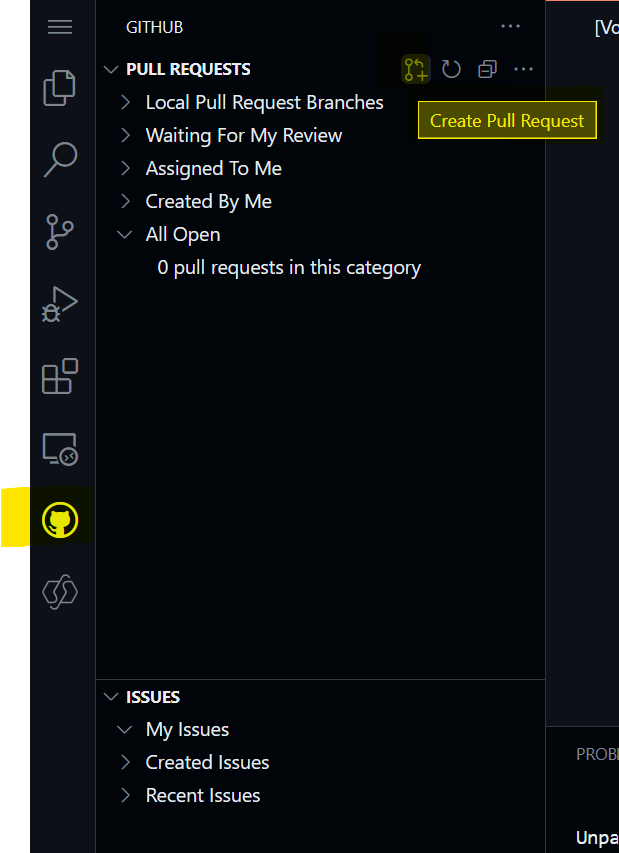 GITHUB
[Vo
PULL REQUESTS
Local Pull Request Branches
Create Pull Request
Waiting For My Review
Assigned To Me
Created By Me
All Open
0 pull requests in this category
ISSUES
My Issues
Created Issues
Recent Issues
PROBL
Unpa